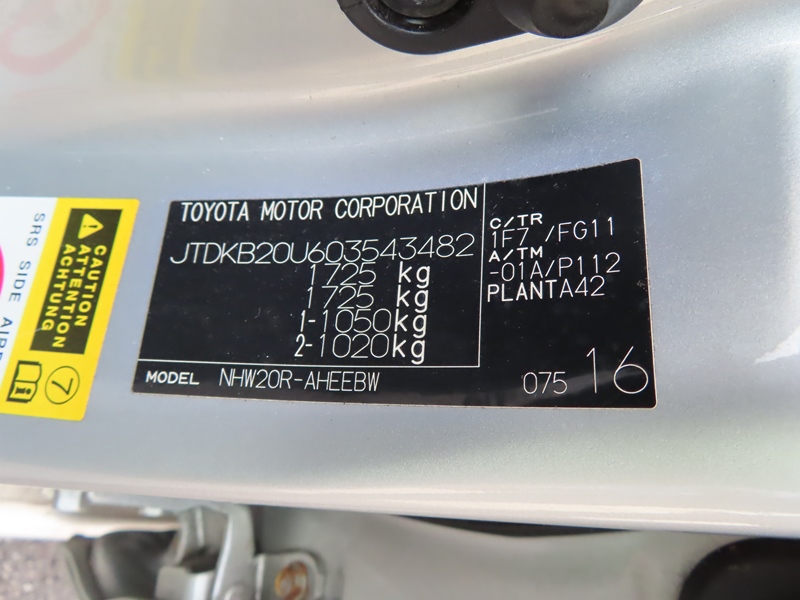 TOYOTA MOTOR CORPORATION
JTDKB20U603543482
1725 kg
1725 kg
1-1050kg
2-1020kg
MODEL NHW20R-AHEEBW
C/TR
1F7 /FG11
A/TM
-01A/P112
PLANTA42
075 16
CAUTION
ATTENTION
ACHTUNG
7
SRS SIDE